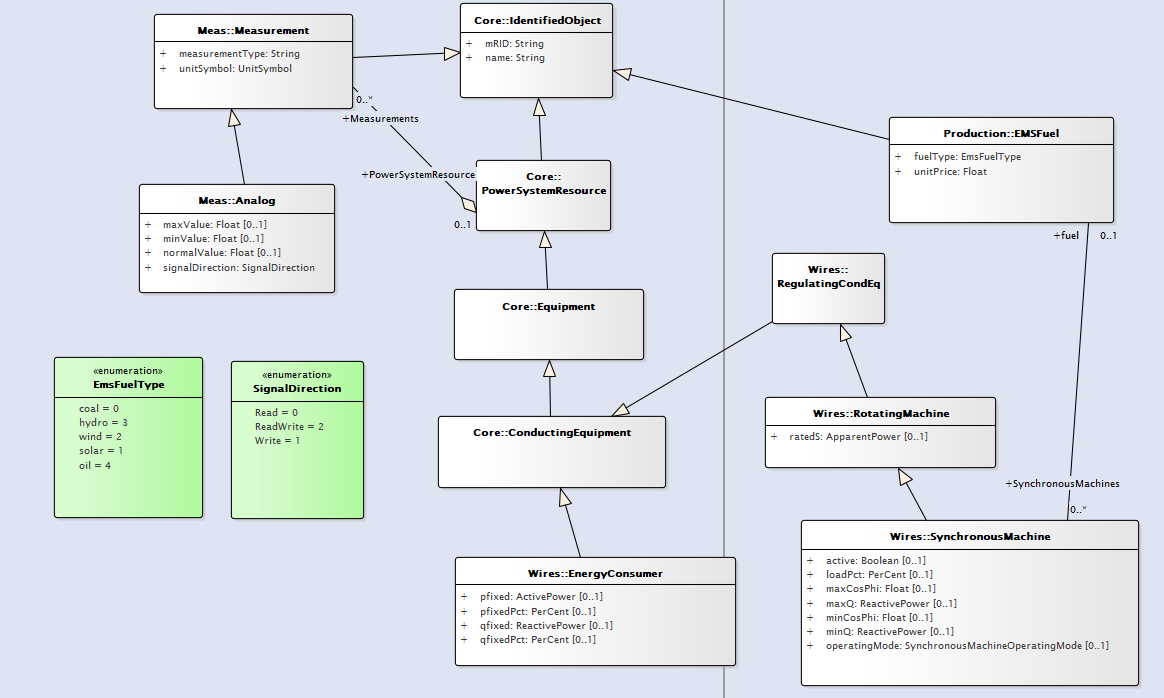 Meas::Measurement
+ measurementType: String
+ unitSymbol: UnitSymbol
Core::IdentifiedObject
+ mRID: String
+ name: String
0..*
+Measurements
+PowerSystemResource
0..1
Core::
PowerSystemResource
Production::EMSFuel
+ fuelType: EmsFuelType
+ unitPrice: Float
+fuel 0..1
Meas::Analog
+ maxValue: Float [0..1]
+ minValue: Float [0..1]
+ normalValue: Float [0..1]
+ signalDirection: SignalDirection
Wires::
RegulatingCondEq
Core::Equipment
«enumeration»
EmsFuelType
coal = 0
hydro = 3
wind = 2
solar = 1
oil = 4
«enumeration»
SignalDirection
Read = 0
ReadWrite = 2
Write = 1
Core::ConductingEquipment
Wires::RotatingMachine
+ ratedS: ApparentPower [0..1]
+SynchronousMachines
0..*
Wires::EnergyConsumer
+ pfixed: ActivePower [0..1]
+ pfixedPct: PerCent [0..1]
+ qfixed: ReactivePower [0..1]
+ qfixedPct: PerCent [0..1]
Wires::SynchronousMachine
+ active: Boolean [0..1]
+ loadPct: PerCent [0..1]
+ maxCosPhi: Float [0..1]
+ maxQ: ReactivePower [0..1]
+ minCosPhi: Float [0..1]
+ minQ: ReactivePower [0..1]
+ operatingMode: SynchronousMachineOperatingMode [0..1]